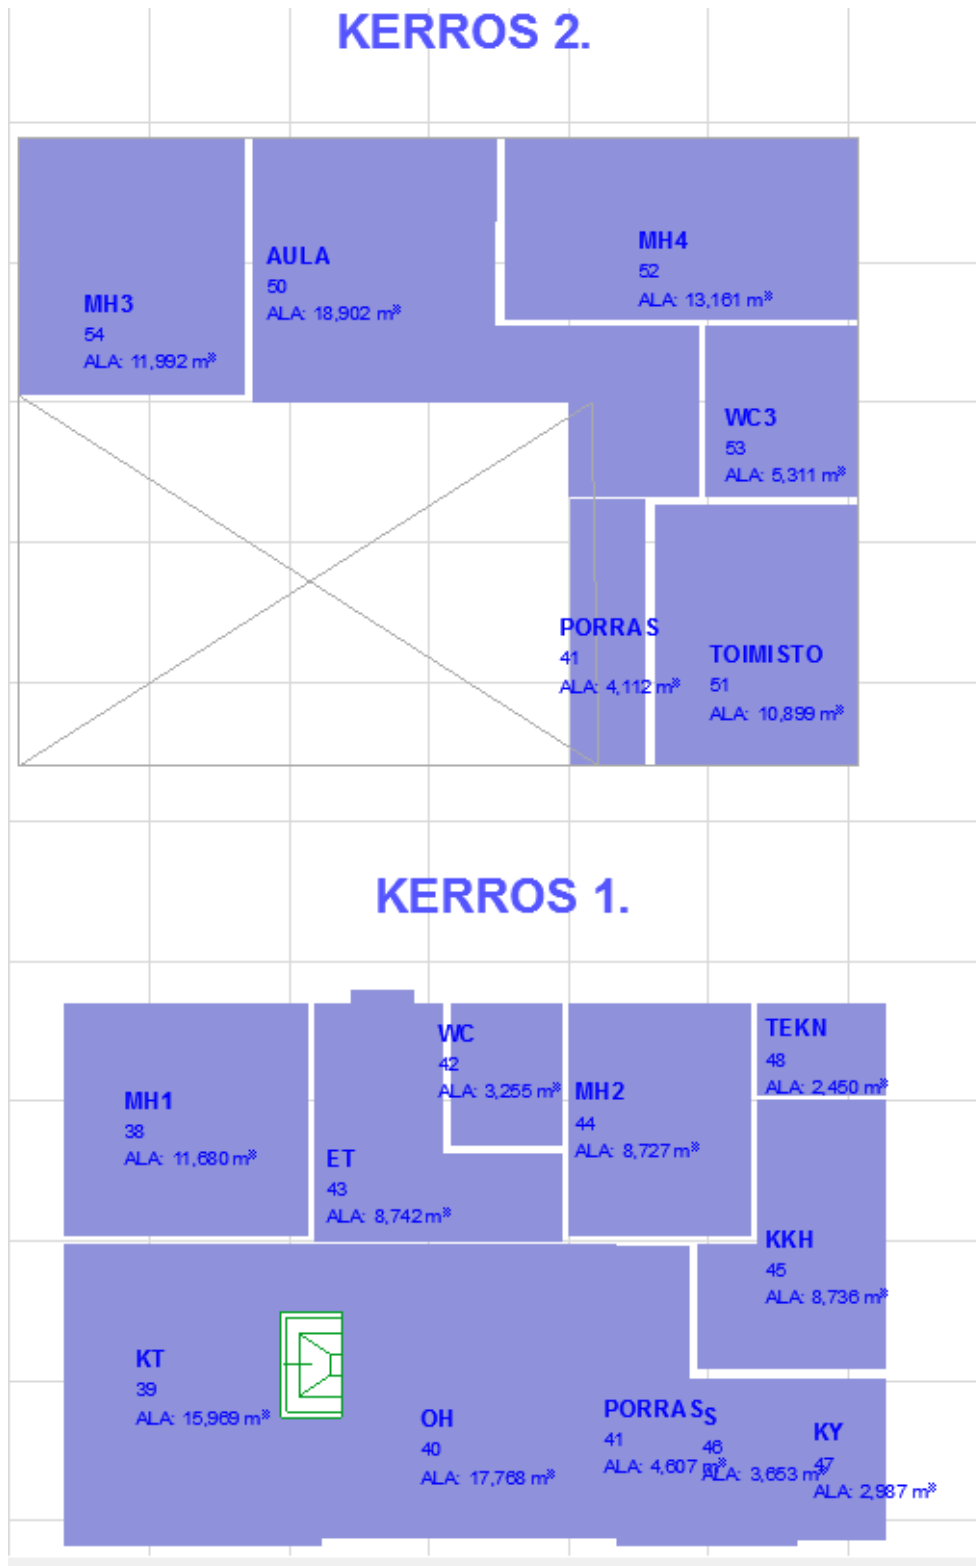 KERROS 2.
MH3
54
ALA: 11,992 m²
AULA
50
ALA: 18,902 m²
MH4
52
ALA: 13,161 m²
WC3
53
ALA: 5,311 m²
PORRAS
41
ALA: 4,112 m²
TOIMISTO
51
ALA: 10,899 m²
KERROS 1.
MH1
38
ALA: 11,680 m²
ET
43
ALA: 8,742 m²
WC
42
ALA: 3,255 m²
MH2
44
ALA: 8,727 m²
TEKN
48
ALA: 2,450 m²
KKH
45
ALA: 8,736 m²
KT
39
ALA: 15,969 m²
OH
40
ALA: 17,768 m²
PORRAS
41
ALA: 4,607 m²
S
46
ALA: 3,653 m²
KY
47
ALA: 2,987 m²